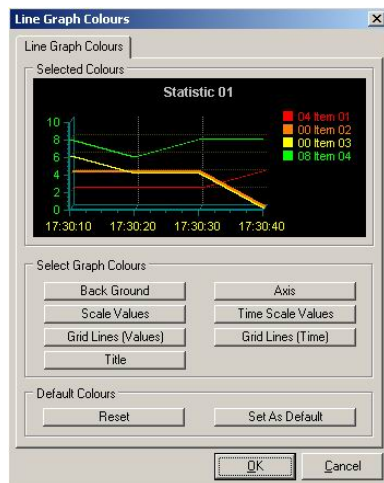 Line Graph Colours
Line Graph Colours
Selected Colours
Statistic 01
04 Item 01
00 Item 02
00 Item 03
08 Item 04
10
8
6
4
2
0
17:30:10 17:30:20 17:30:30 17:30:40
Select Graph Colours
Back Ground Axis
Scale Values Time Scale Values
Grid Lines (Values) Grid Lines (Time)
Title
Default Colours
Reset Set As Default
OK Cancel